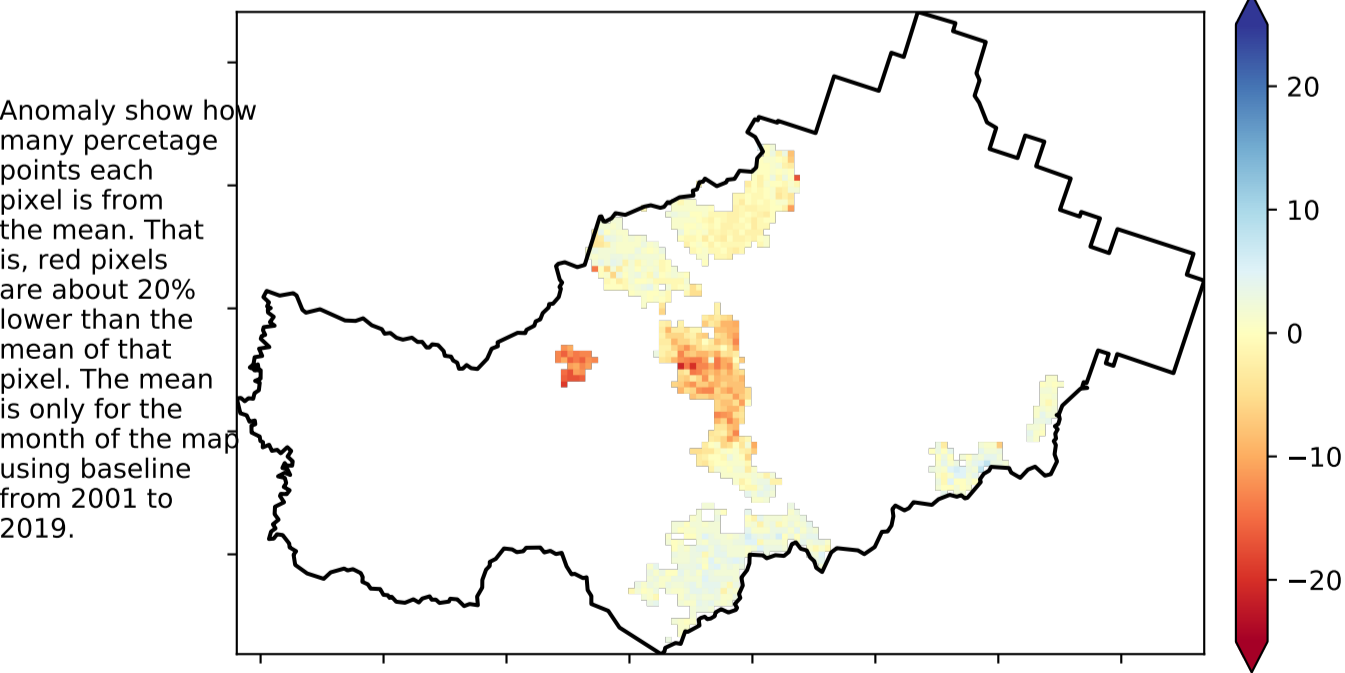 Anomaly show how
many percetage
points each
pixel is from
the mean. That
is, red pixels
are about 20%
lower than the
mean of that
pixel. The mean
is only for the
month of the map
using baseline
from 2001 to
2019.
20
10
0
−10
−20